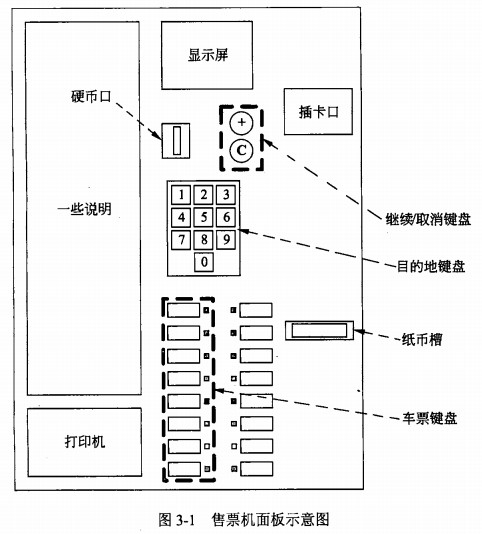 显示屏
硬币口
插卡口
+
C
一些说明
1 2 3
4 5 6
7 8 9
0
继续/取消键盘
目的地键盘
纸币槽
车票键盘
打印机
图 3-1 售票机面板示意图